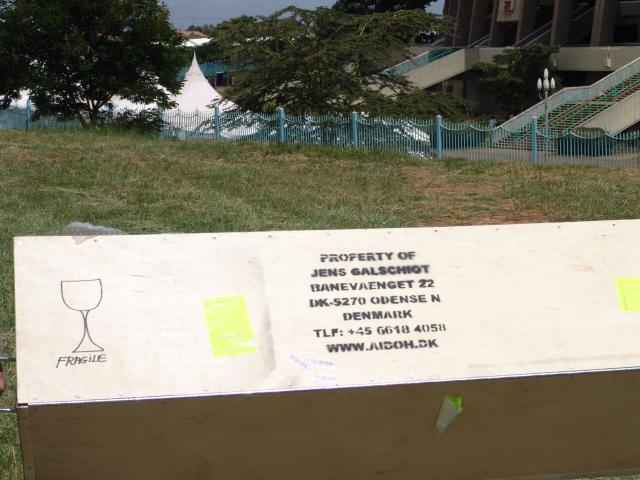 PROPERTY OF
JENS GALSCHIOT
BANEVAENGET 22
DK-5270 ODENSE N
DENMARK
TLF: +45 6618 4058
WWW.AIDOH.DK
FRAGILE